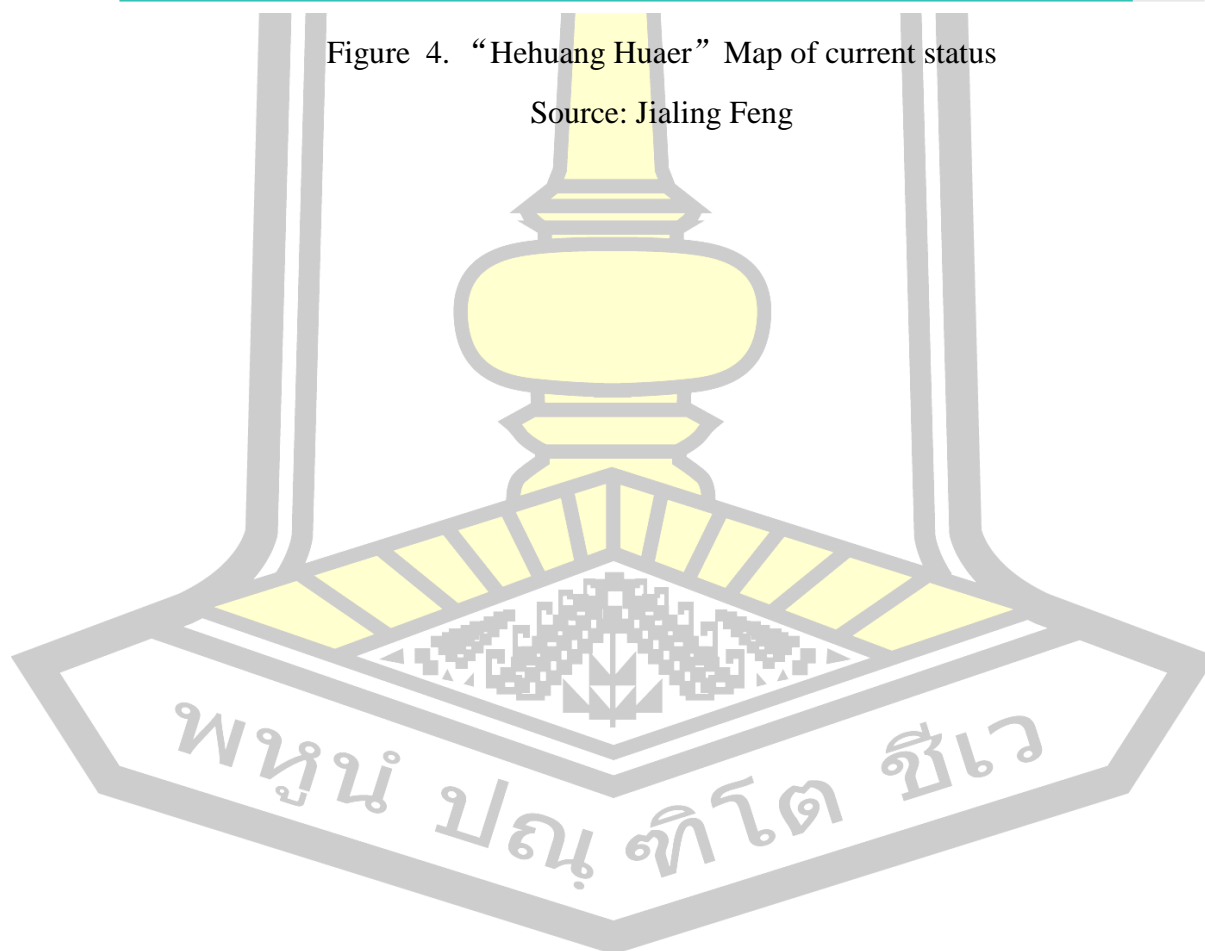 Figure 4. “Hehuang Huaer” Map of current status
Source: Jialing Feng
พหูนํ ปณฺฑิโต ชีเว